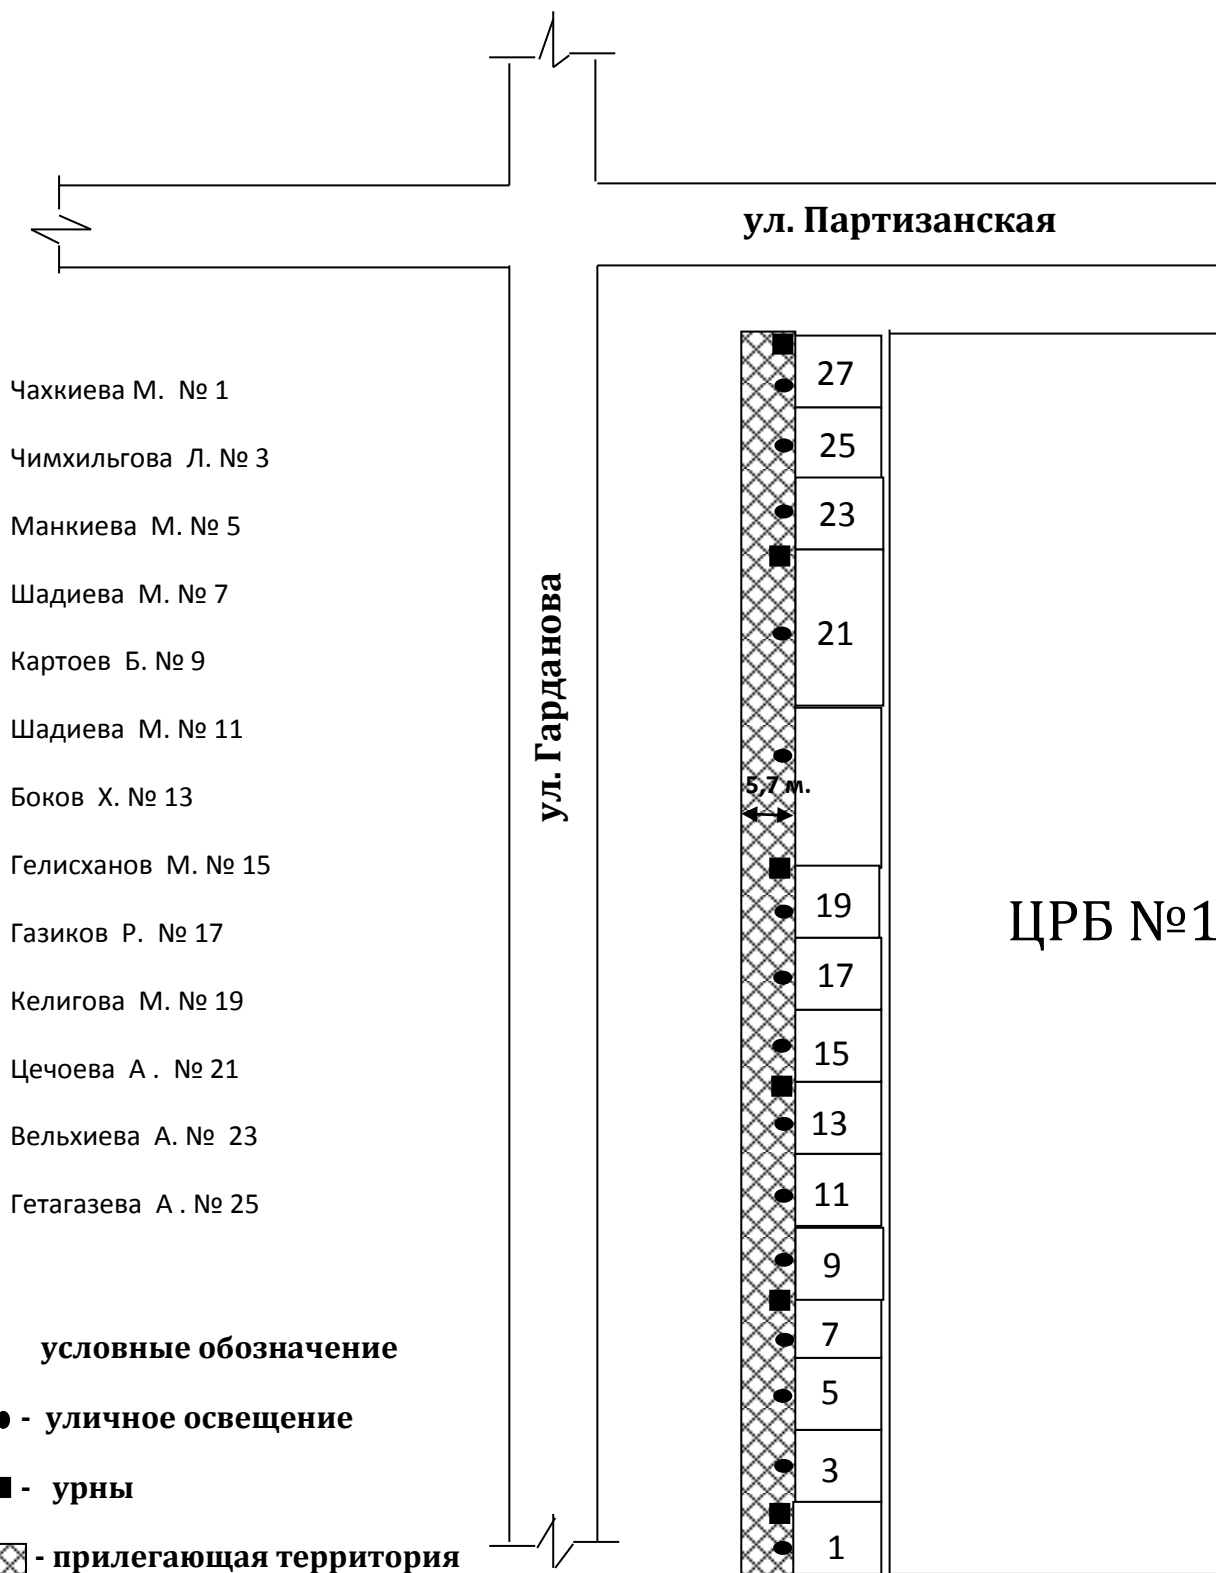 ул. Партизанская
Чахкиева М. № 1
Чимхильгова Л. № 3
Манкиева М. № 5
Шадиева М. № 7
Картоев Б. № 9
Шадиева М. № 11
Боков Х. № 13
Гелисханов М. № 15
Газиков Р. № 17
Келигова М. № 19
Цечоева А . № 21
Вельхиева А. № 23
Гетагазева А . № 25
ул. Гарданова
27
25
23
21
5,7 м.
19
17
15
13
11
9
7
5
3
1
ЦРБ №1
условные обозначение
- уличное освещение
- урны
- прилегающая территория